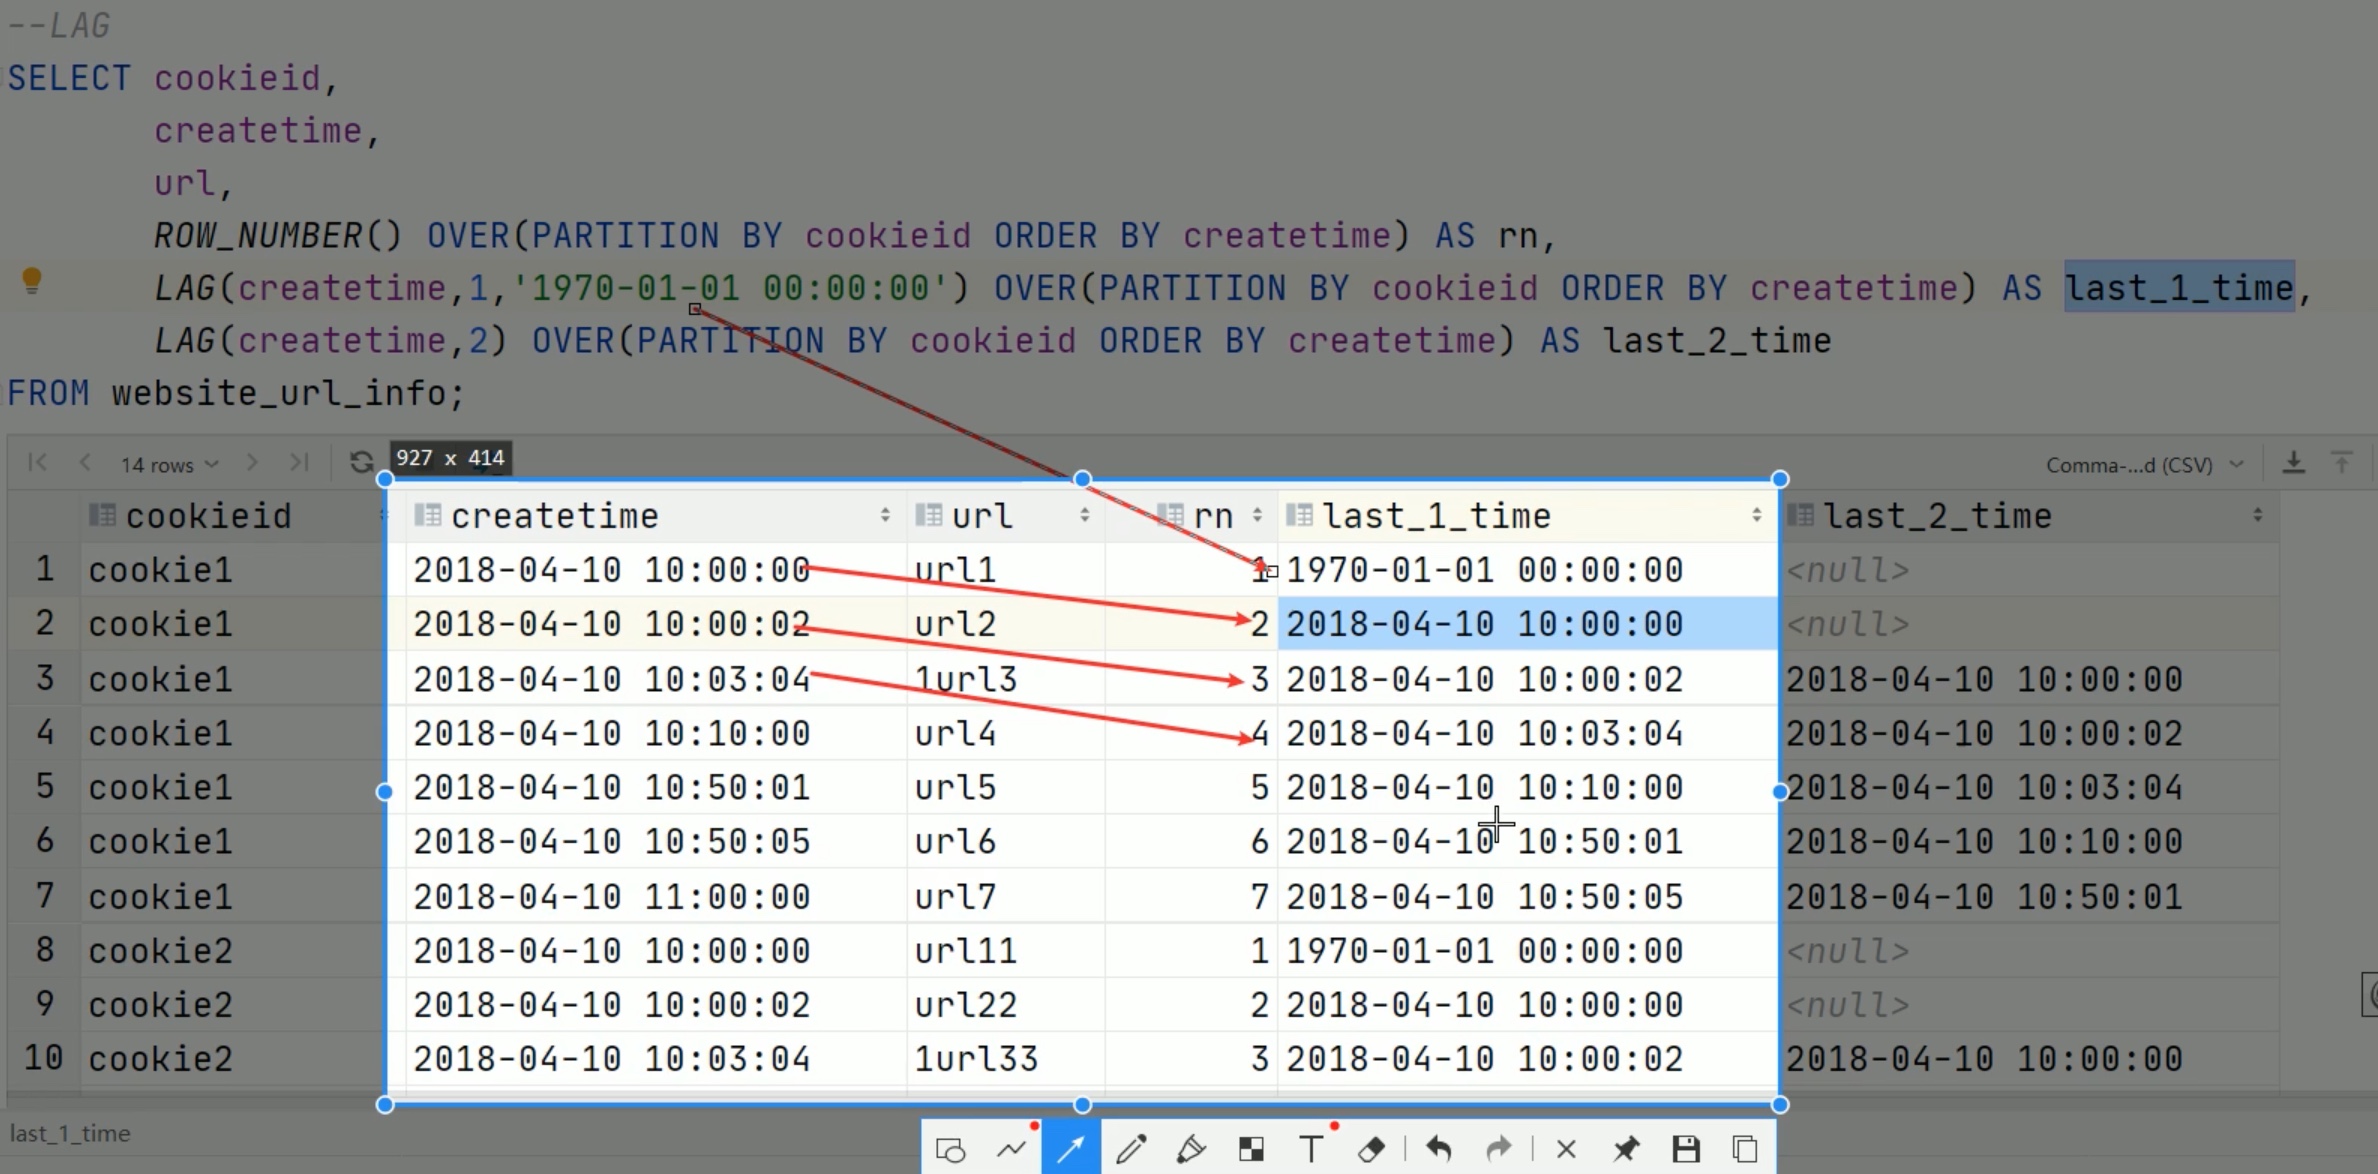 --LAG
SELECT cookieid,
createtime,
url,
ROW_NUMBER() OVER(PARTITION BY cookieid ORDER BY createtime) AS rn,
LAG(createtime,1,'1970-01-01 00:00:00') OVER(PARTITION BY cookieid ORDER BY createtime) AS last_1_time,
LAG(createtime,2) OVER(PARTITION BY cookieid ORDER BY createtime) AS last_2_time
FROM website_url_info;
14 rows 927 x 414 Comma-...d (CSV)
cookieid createtime url rn last_1_time last_2_time
1 cookie1 2018-04-10 10:00:00 url1 1 1970-01-01 00:00:00 <null>
2 cookie1 2018-04-10 10:00:02 url2 2 2018-04-10 10:00:00 <null>
3 cookie1 2018-04-10 10:03:04 1url3 3 2018-04-10 10:00:02 2018-04-10 10:00:00
4 cookie1 2018-04-10 10:10:00 url4 4 2018-04-10 10:03:04 2018-04-10 10:00:02
5 cookie1 2018-04-10 10:50:01 url5 5 2018-04-10 10:10:00 2018-04-10 10:03:04
6 cookie1 2018-04-10 10:50:05 url6 6 2018-04-10 10:50:01 2018-04-10 10:10:00
7 cookie1 2018-04-10 11:00:00 url7 7 2018-04-10 10:50:05 2018-04-10 10:50:01
8 cookie2 2018-04-10 10:00:00 url11 1 1970-01-01 00:00:00 <null>
9 cookie2 2018-04-10 10:00:02 url22 2 2018-04-10 10:00:00 <null>
10 cookie2 2018-04-10 10:03:04 1url33 3 2018-04-10 10:00:02 2018-04-10 10:00:00
last_1_time